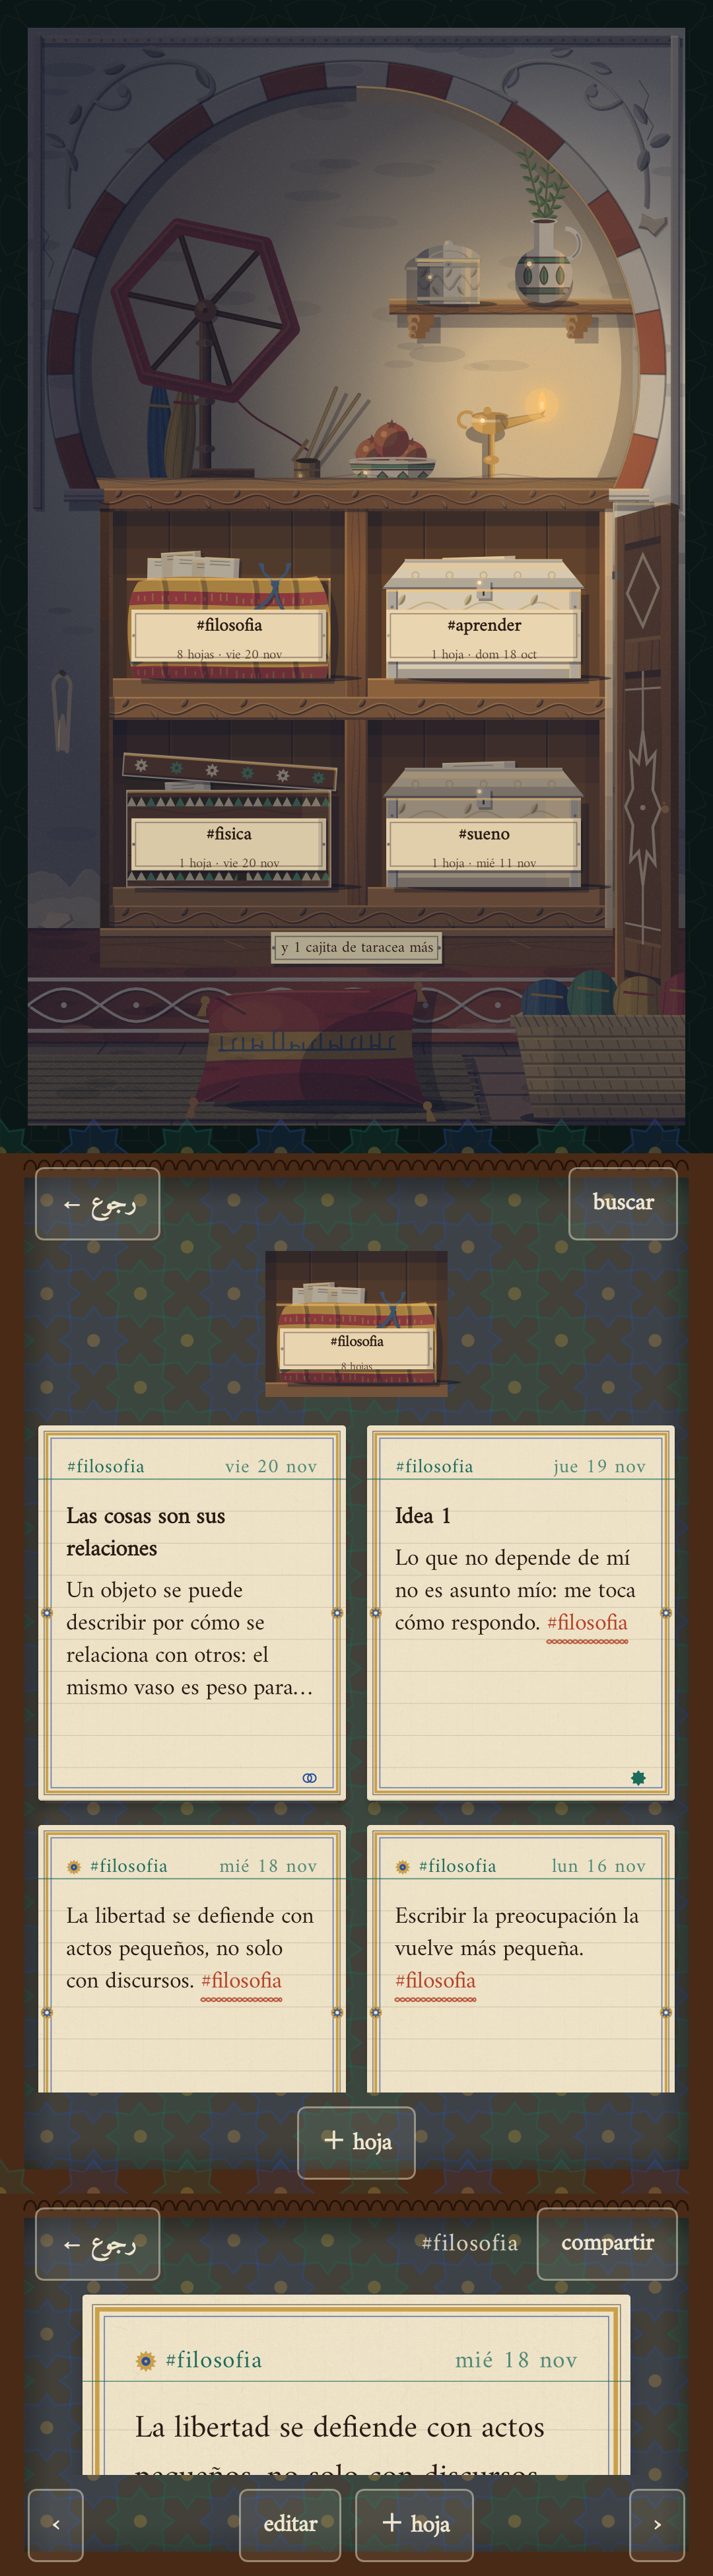 #filosofia
8 hojas · vie 20 nov
#aprender
1 hoja · dom 18 oct
#fisica
1 hoja · vie 20 nov
#sueno
1 hoja · mié 11 nov
y 1 cajita de taracea más
← رجوع
buscar
#filosofia
8 hojas
#filosofia vie 20 nov
Las cosas son sus
relaciones
Un objeto se puede
describir por cómo se
relaciona con otros: el
mismo vaso es peso para…
#filosofia jue 19 nov
Idea 1
Lo que no depende de mí
no es asunto mío: me toca
cómo respondo. #filosofia
#filosofia mié 18 nov
La libertad se defiende con
actos pequeños, no solo
con discursos. #filosofia
#filosofia lun 16 nov
Escribir la preocupación la
vuelve más pequeña.
#filosofia
+ hoja
← رجوع
#filosofia
compartir
#filosofia mié 18 nov
La libertad se defiende con actos
pequeños, no solo con discursos.
‹
editar
+ hoja
›